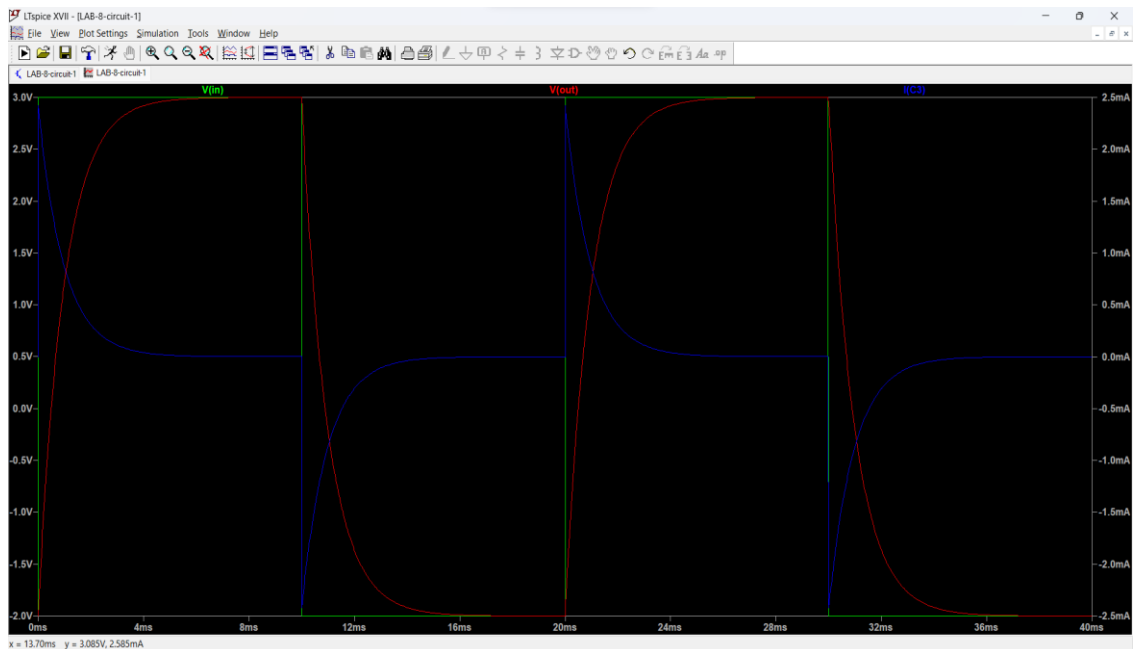 LTspice XVII - [LAB-8-circuit-1]
File View Plot Settings Simulation Tools Window Help
LAB-8-circuit-1 LAB-8-circuit-1
V(in) V(out) I(C3)
3.0V 2.5mA
2.5V 2.0mA
2.0V 1.5mA
1.5V 1.0mA
1.0V 0.5mA
0.5V 0.0mA
0.0V -0.5mA
-0.5V -1.0mA
-1.0V -1.5mA
-1.5V -2.0mA
-2.0V -2.5mA
0ms 4ms 8ms 12ms 16ms 20ms 24ms 28ms 32ms 36ms 40ms
x = 13.70ms y = 3.085V, 2.585mA